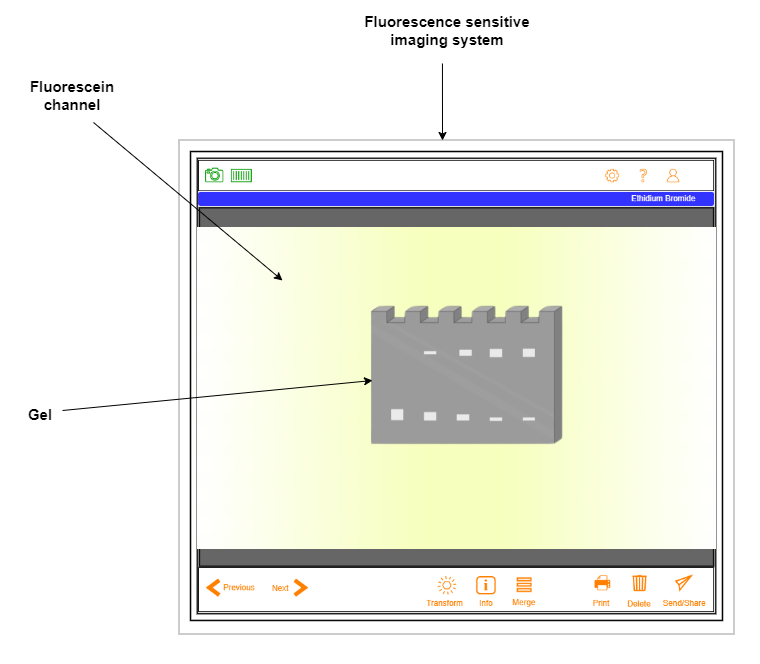 Fluorescence sensitive
imaging system
Fluorescein
channel
Ethidium Bromide
Gel
Previous
Next
Transform
Info
Merge
Print
Delete
Send/Share